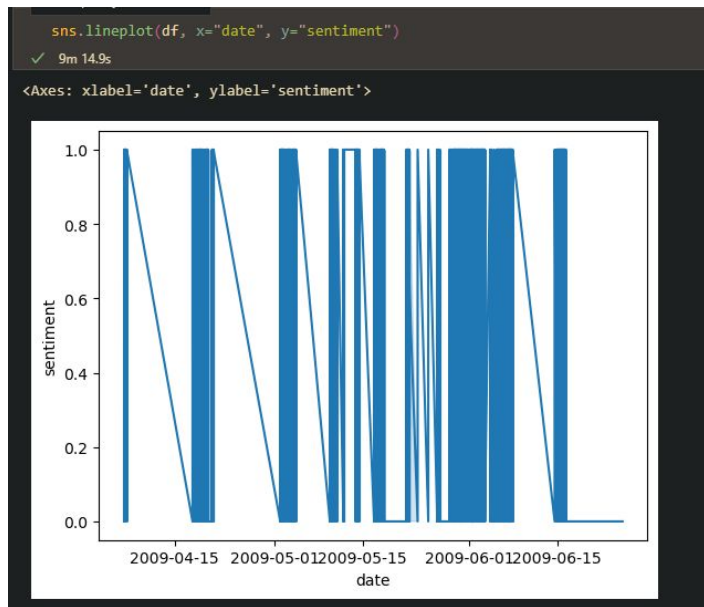 sns.lineplot(df, x="date", y="sentiment")
✓ 9m 14.9s
<Axes: xlabel='date', ylabel='sentiment'>
1.0
0.8
0.6
0.4
0.2
0.0
sentiment
2009-04-15 2009-05-01 2009-05-15 2009-06-01 2009-06-15
date